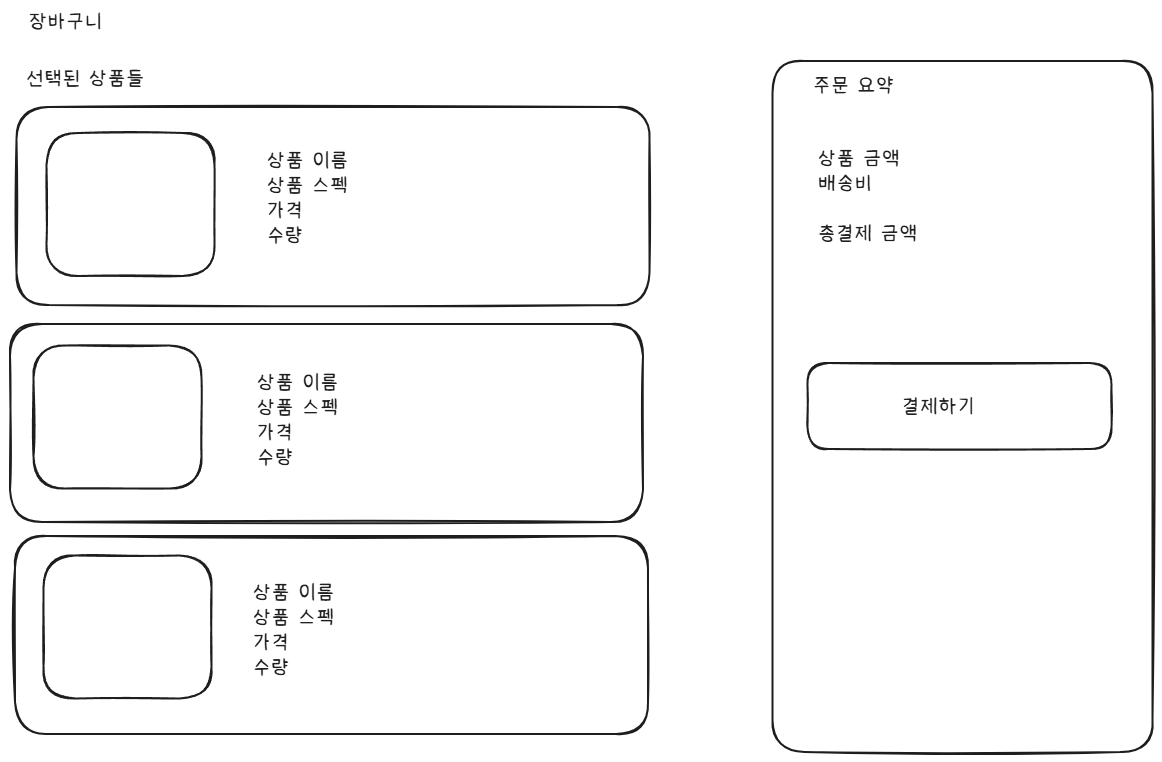 장바구니
선택된 상품들
상품 이름
상품 스펙
가격
수량
상품 이름
상품 스펙
가격
수량
상품 이름
상품 스펙
가격
수량
주문 요약
상품 금액
배송비
총결제 금액
결제하기